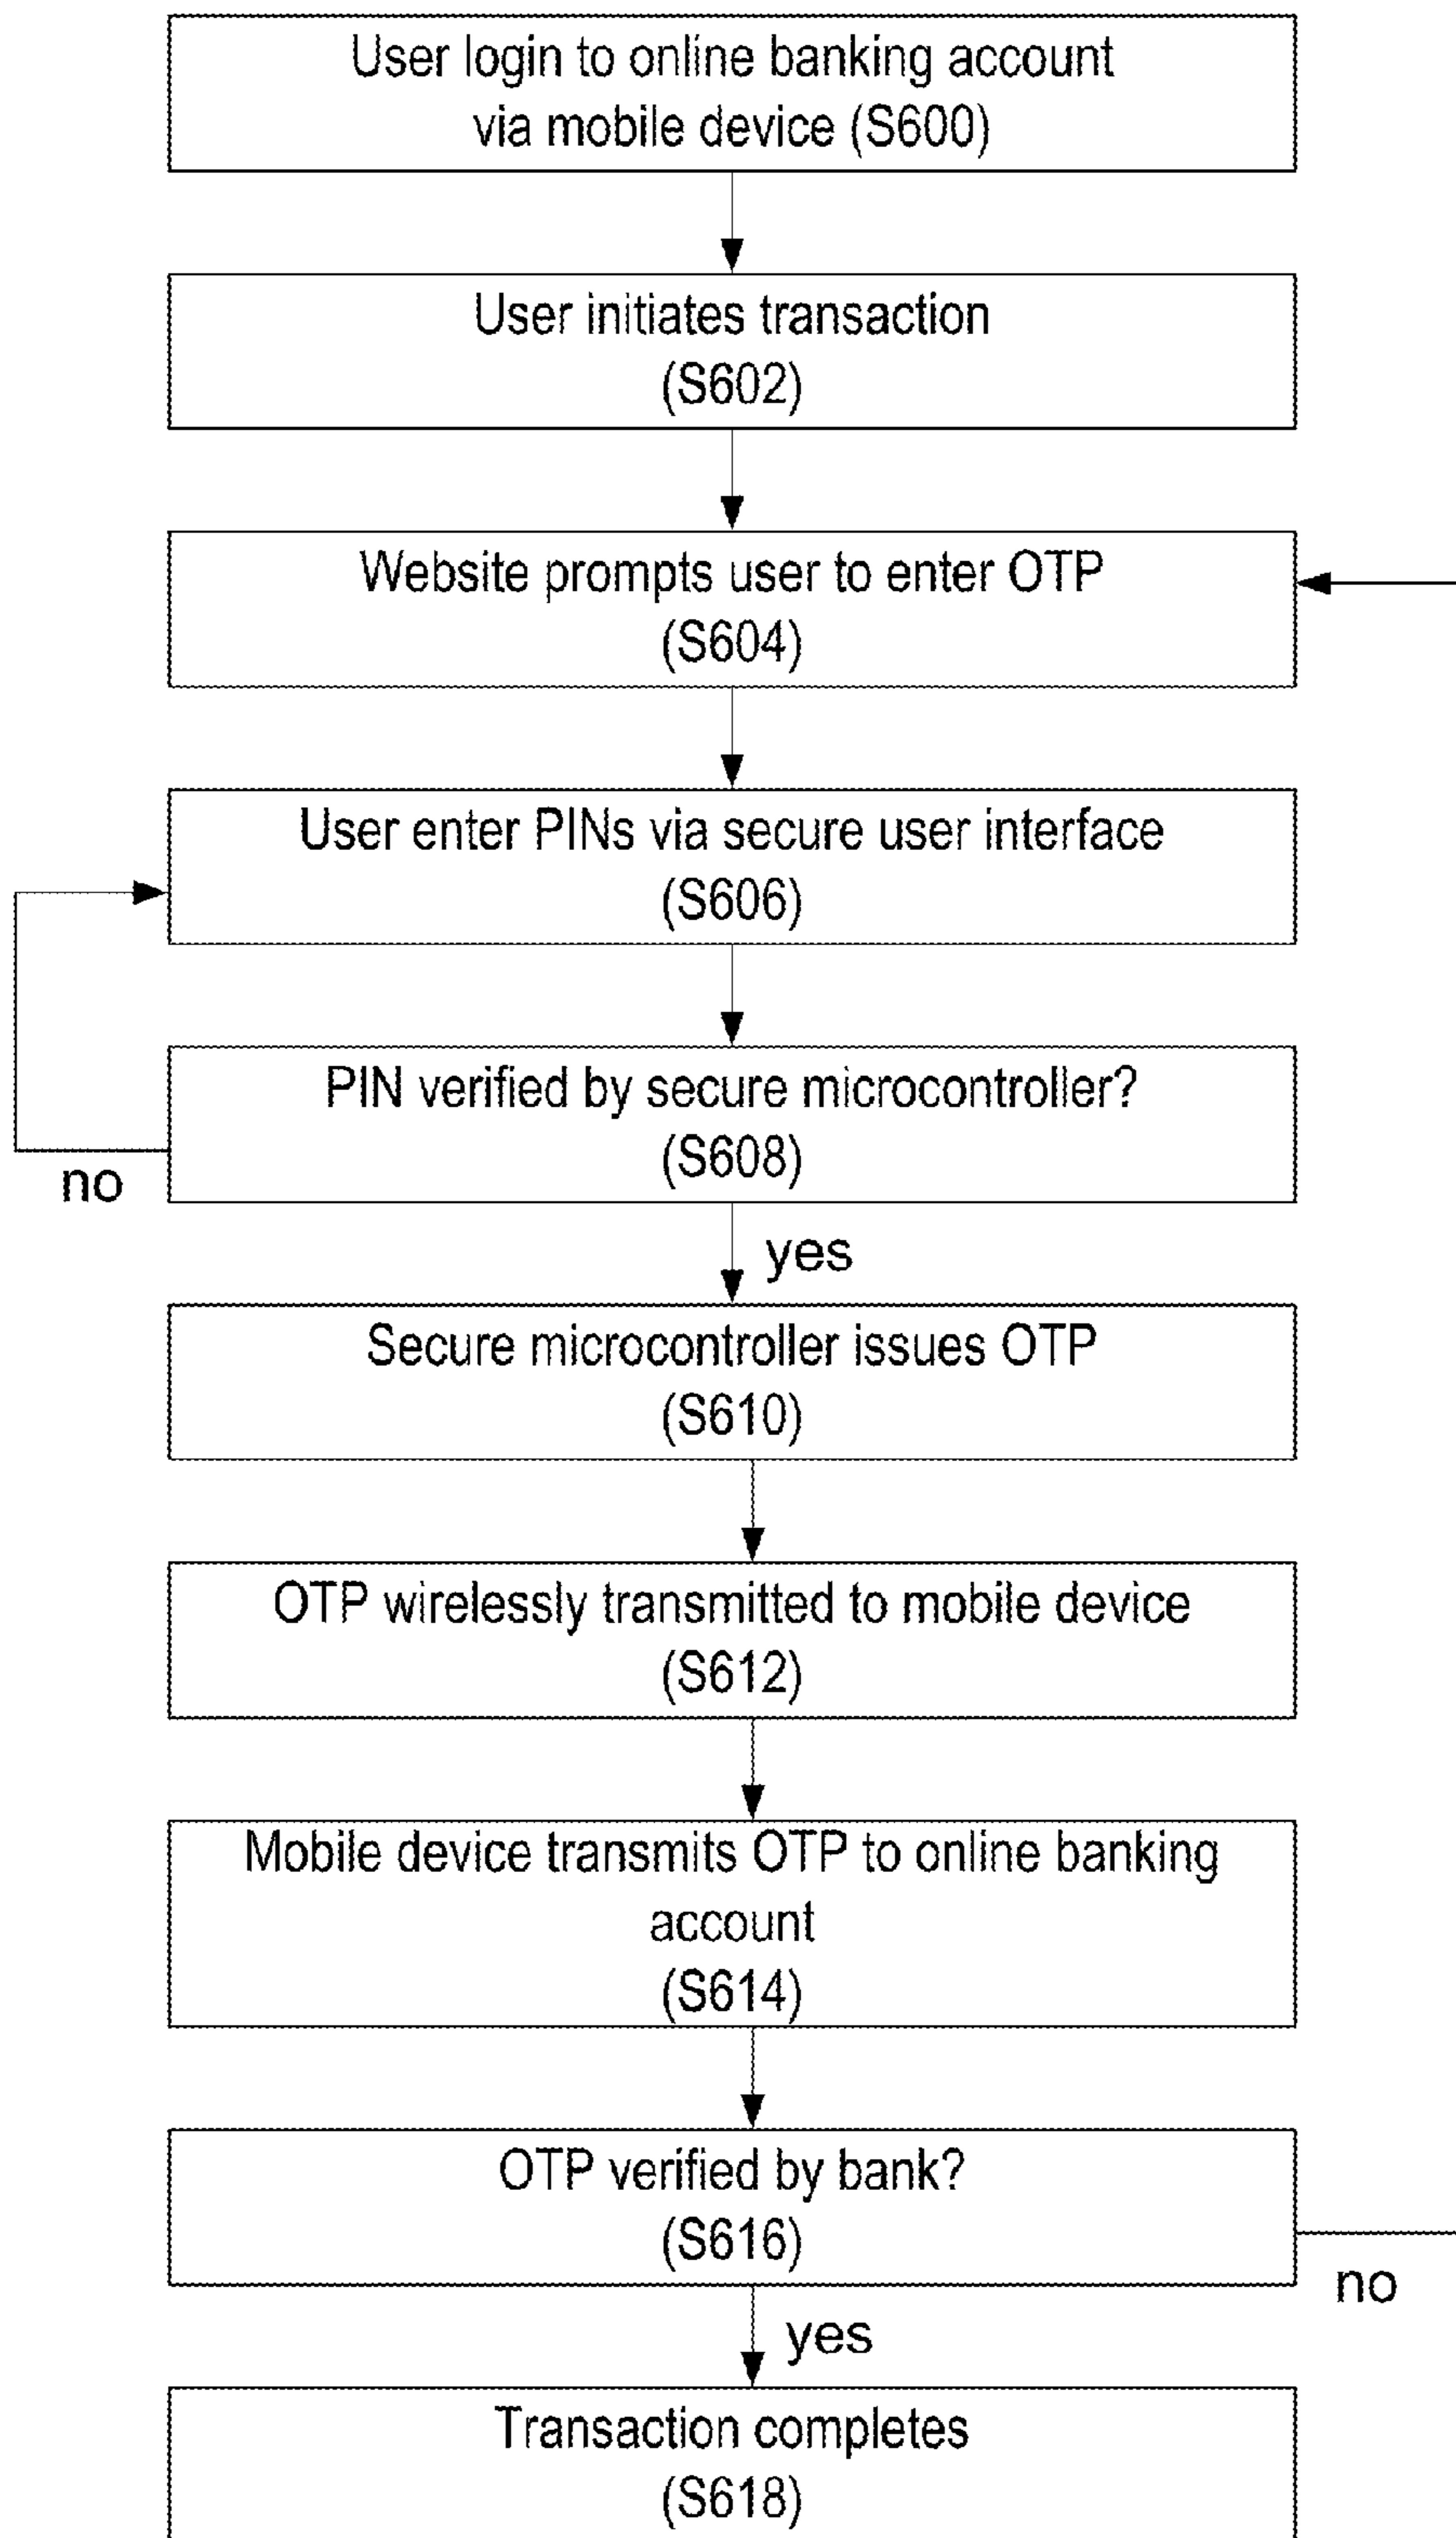 User login to online banking account
via mobile device (S600)
User initiates transaction
(S602)
Website prompts user to enter OTP
(S604)
User enter PINs via secure user interface
(S606)
PIN verified by secure microcontroller?
(S608)
no
yes
Secure microcontroller issues OTP
(S610)
OTP wirelessly transmitted to mobile device
(S612)
Mobile device transmits OTP to online banking
account
(S614)
OTP verified by bank?
(S616)
no
yes
Transaction completes
(S618)